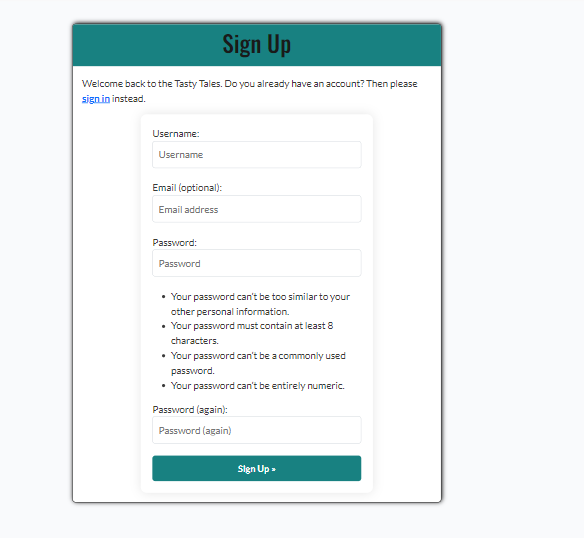 Sign Up
Welcome back to the Tasty Tales. Do you already have an account? Then please
sign in instead.
Username:
Username
Email (optional):
Email address
Password:
Password
• Your password can't be too similar to your
other personal information.
• Your password must contain at least 8
characters.
• Your password can't be a commonly used
password.
• Your password can't be entirely numeric.
Password (again):
Password (again)
Sign Up »